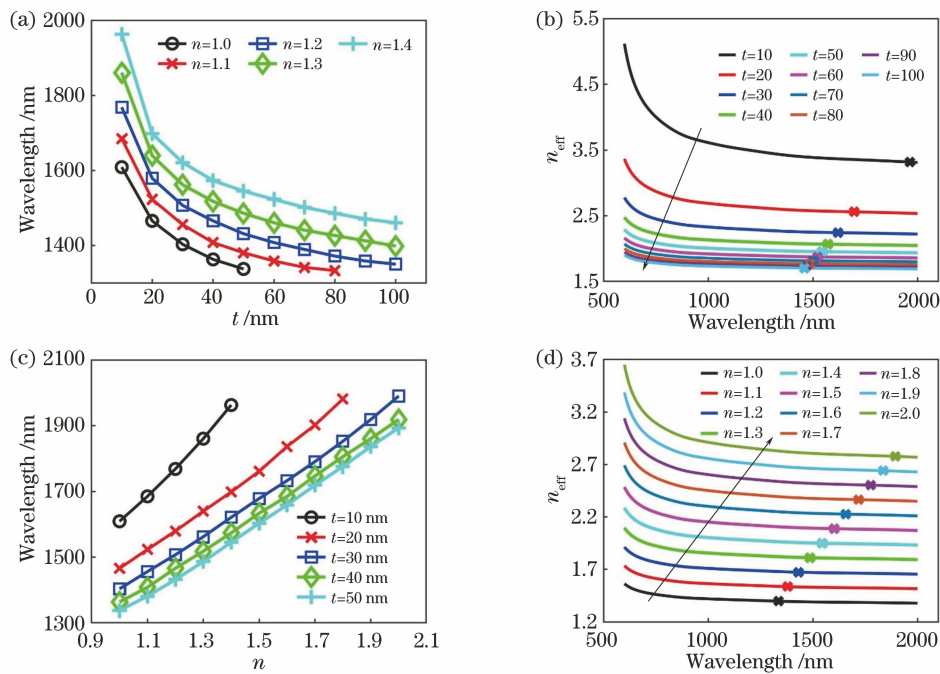 (a)
2000
1800
1600
1400
Wavelength /nm
n=1.0 n=1.2 n=1.4
n=1.1 n=1.3
0 20 40 60 80 100
t /nm
(b)
5.5
4.5
3.5
2.5
1.5
n_eff
t=10 t=50 t=90
t=20 t=60 t=100
t=30 t=70
t=40 t=80
500 1000 1500 2000
Wavelength /nm
(c)
2100
1900
1700
1500
1300
Wavelength /nm
t=10 nm
t=20 nm
t=30 nm
t=40 nm
t=50 nm
0.9 1.1 1.3 1.5 1.7 1.9 2.1
n
(d)
3.7
3.2
2.7
2.2
1.7
1.2
n_eff
n=1.0 n=1.4 n=1.8
n=1.1 n=1.5 n=1.9
n=1.2 n=1.6 n=2.0
n=1.3 n=1.7
500 1000 1500 2000
Wavelength /nm